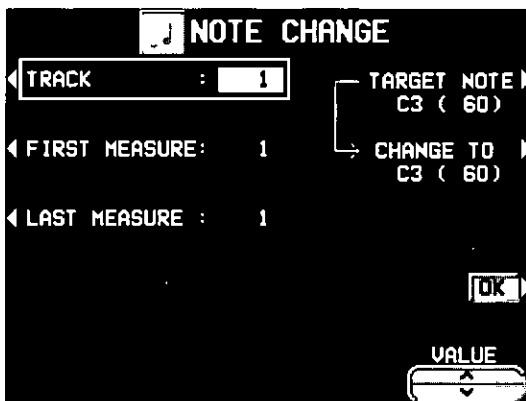 NOTE CHANGE
TRACK : 1
TARGET NOTE
C3 ( 60)
FIRST MEASURE: 1
CHANGE TO
C3 ( 60)
LAST MEASURE : 1
OK
VALUE